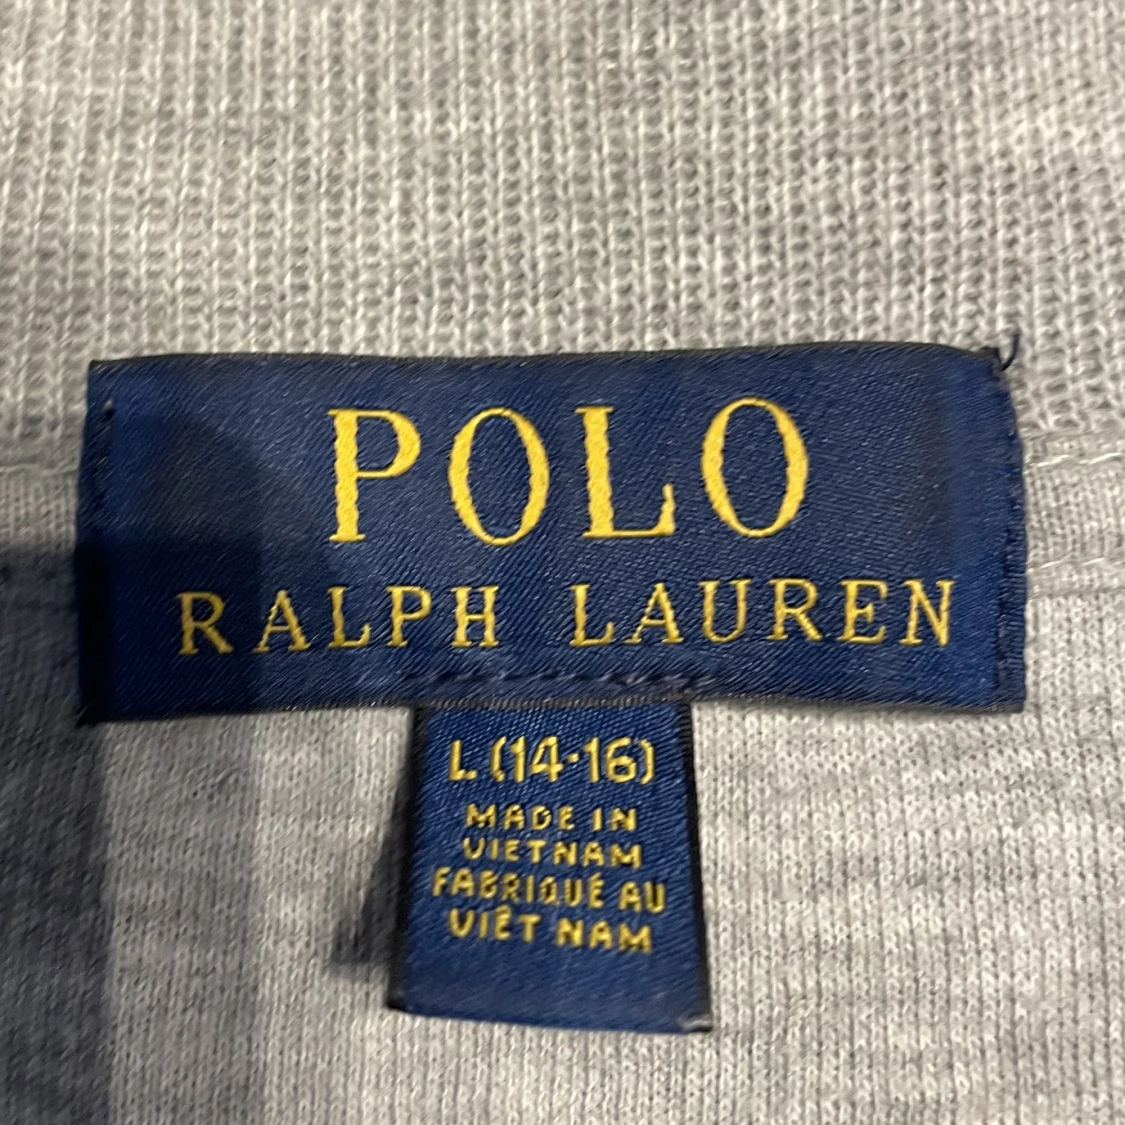 POLO
RALPH LAUREN
L (14-16)
MADE IN
VIETNAM
FABRIQUÉ AU
VIÊT NAM